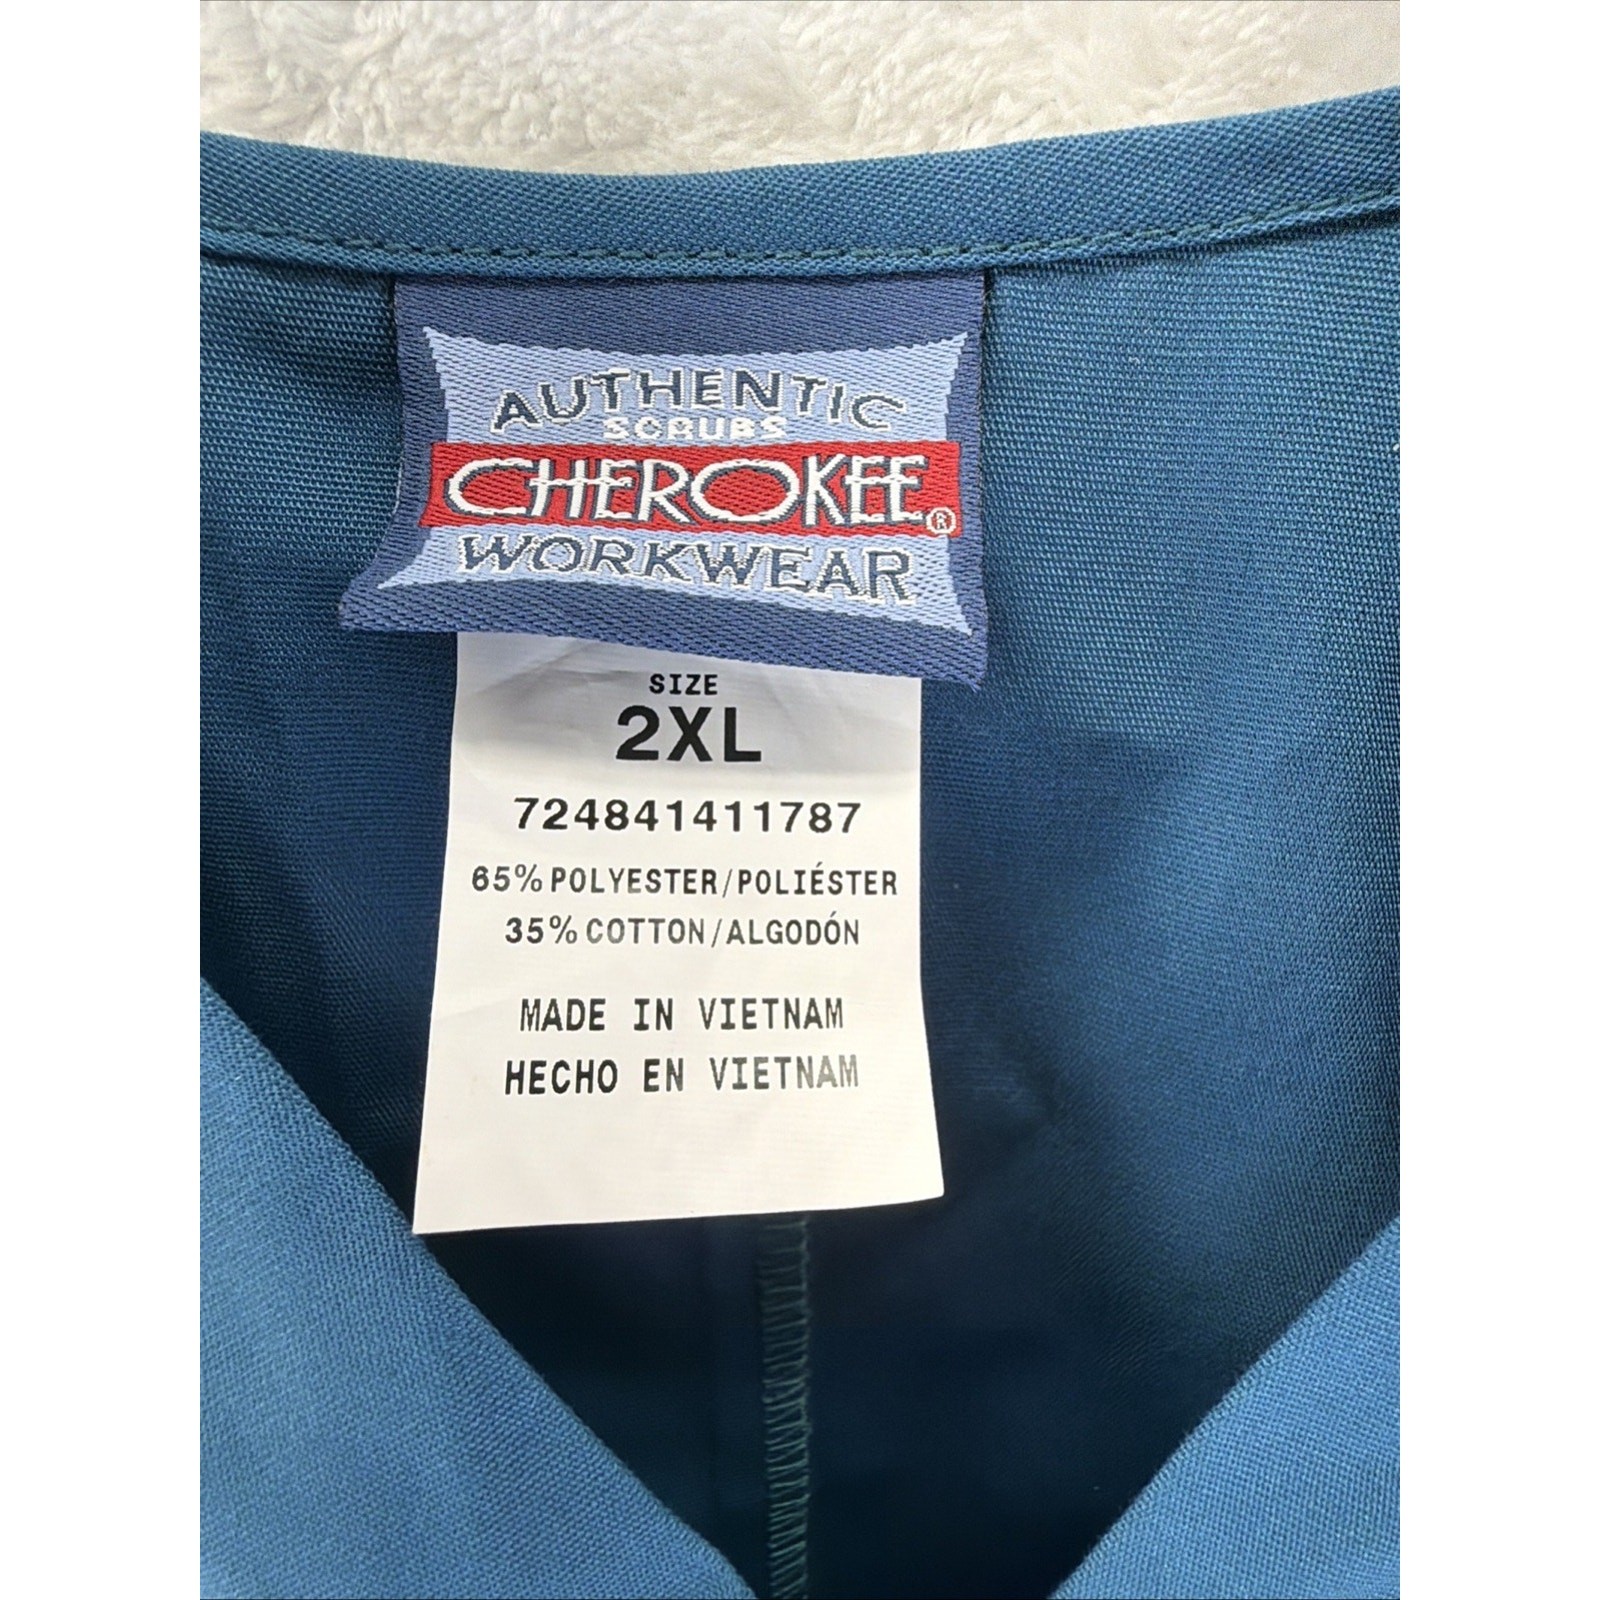 AUTHENTIC
SCRUBS
CHEROKEE®
WORKWEAR
SIZE
2XL
724841411787
65% POLYESTER/POLIÉSTER
35% COTTON/ALGODÓN
MADE IN VIETNAM
HECHO EN VIETNAM